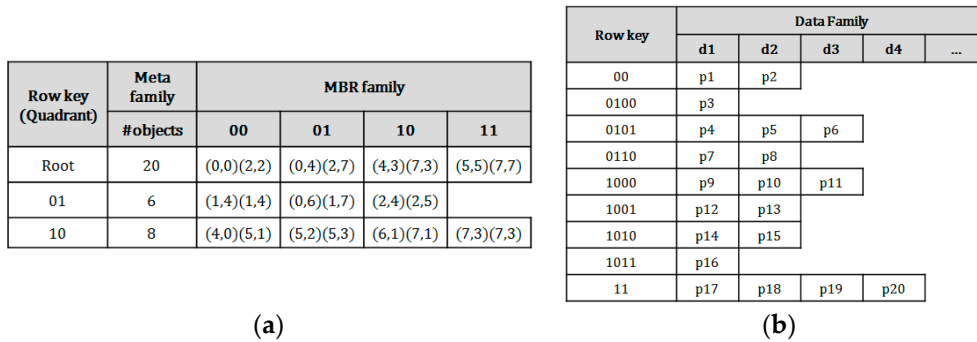 Row key (Quadrant) Meta family MBR family
#objects 00 01 10 11
Root 20 (0,0)(2,2) (0,4)(2,7) (4,3)(7,3) (5,5)(7,7)
01 6 (1,4)(1,4) (0,6)(1,7) (2,4)(2,5)
10 8 (4,0)(5,1) (5,2)(5,3) (6,1)(7,1) (7,3)(7,3)
(a)
Row key Data Family
d1 d2 d3 d4 ...
00 p1 p2
0100 p3
0101 p4 p5 p6
0110 p7 p8
1000 p9 p10 p11
1001 p12 p13
1010 p14 p15
1011 p16
11 p17 p18 p19 p20
(b)